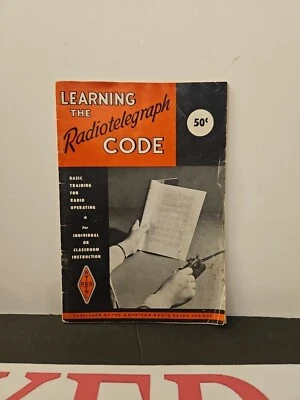 LEARNING
THE
Radiotelegraph
CODE
50¢
BASIC
TRAINING
FOR
RADIO
OPERATING
★
For
INDIVIDUAL
OR
CLASSROOM
INSTRUCTION
PUBLISHED BY THE AMERICAN RADIO RELAY LEAGUE